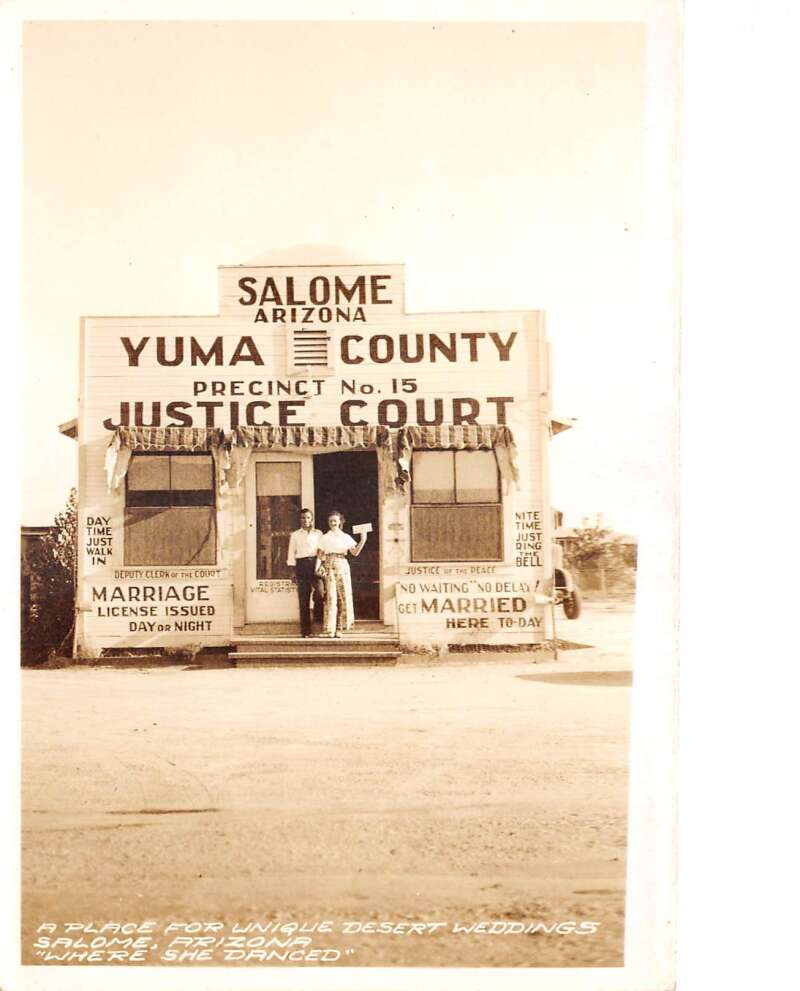 SALOME
ARIZONA
YUMA COUNTY
PRECINCT No. 15
JUSTICE COURT
DAY
TIME
JUST
WALK
IN
NITE
TIME
JUST
RING
THE
BELL
DEPUTY CLERK OF THE COURT
MARRIAGE
LICENSE ISSUED
DAY OR NIGHT
VITAL
JUSTICE OF THE PEACE
"NO WAITING" "NO DELAY!
GET MARRIED
HERE TO-DAY
A PLACE FOR UNIQUE DESERT WEDDINGS
SALOME, ARIZONA
"WHERE SHE DANCED"